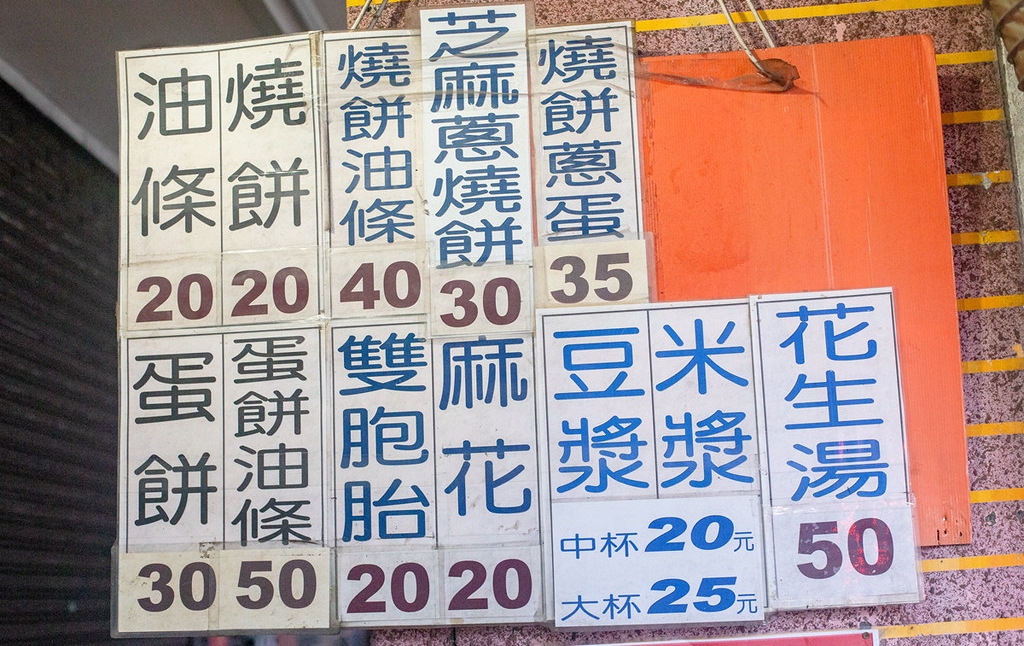 油條
20
燒餅
20
燒餅油條
40
芝麻蔥燒餅
30
燒餅蔥蛋
35
蛋餅
30
蛋餅油條
50
雙胞胎
20
麻花
20
豆漿
米漿
中杯20元
大杯25元
花生湯
50